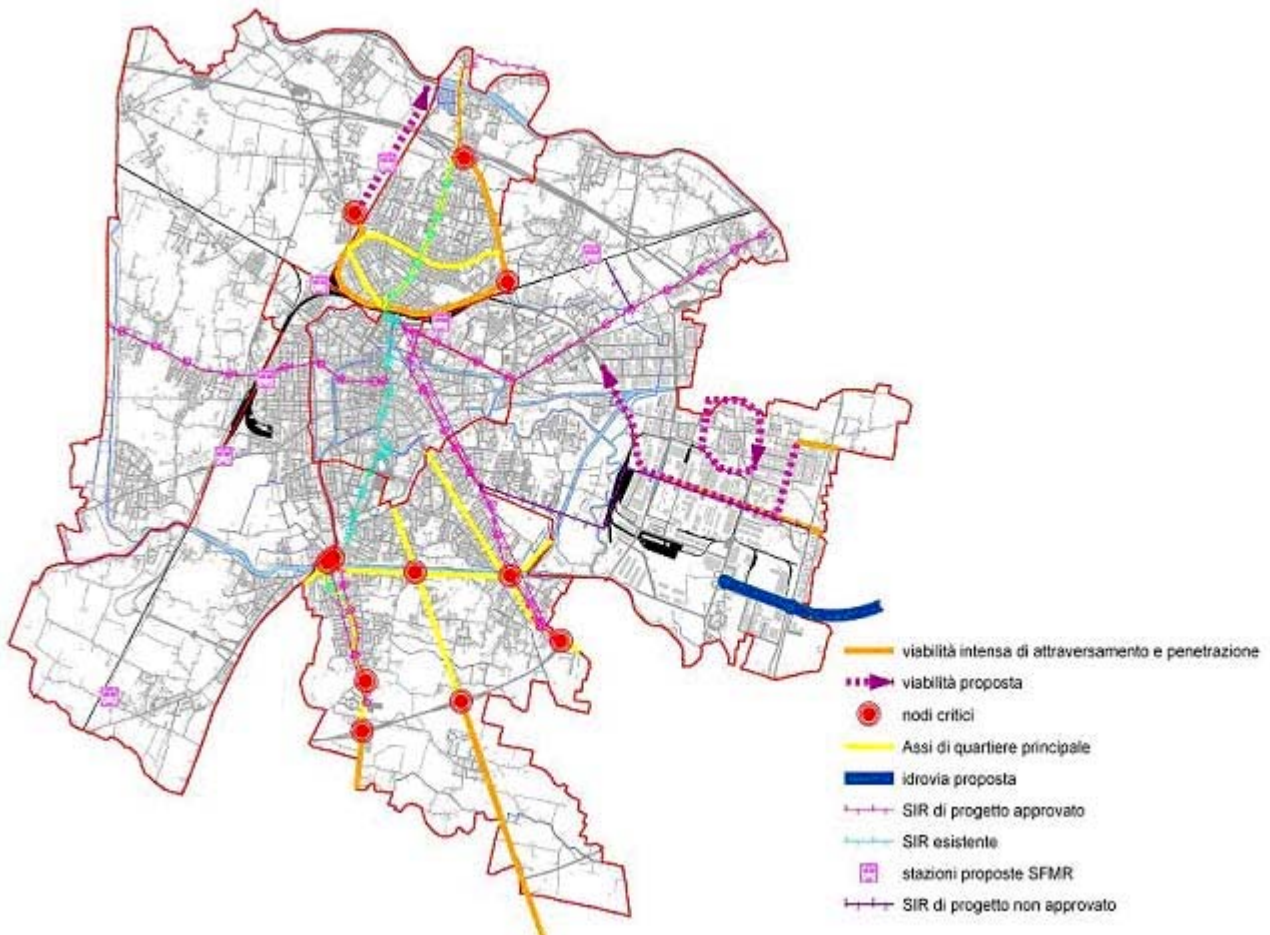 viabilità intensa di attraversamento e penetrazione
viabilità proposta
nodi critici
Assi di quartiere principale
idrovia proposta
SIR di progetto approvato
SIR esistente
stazioni proposte SFMR
SIR di progetto non approvato